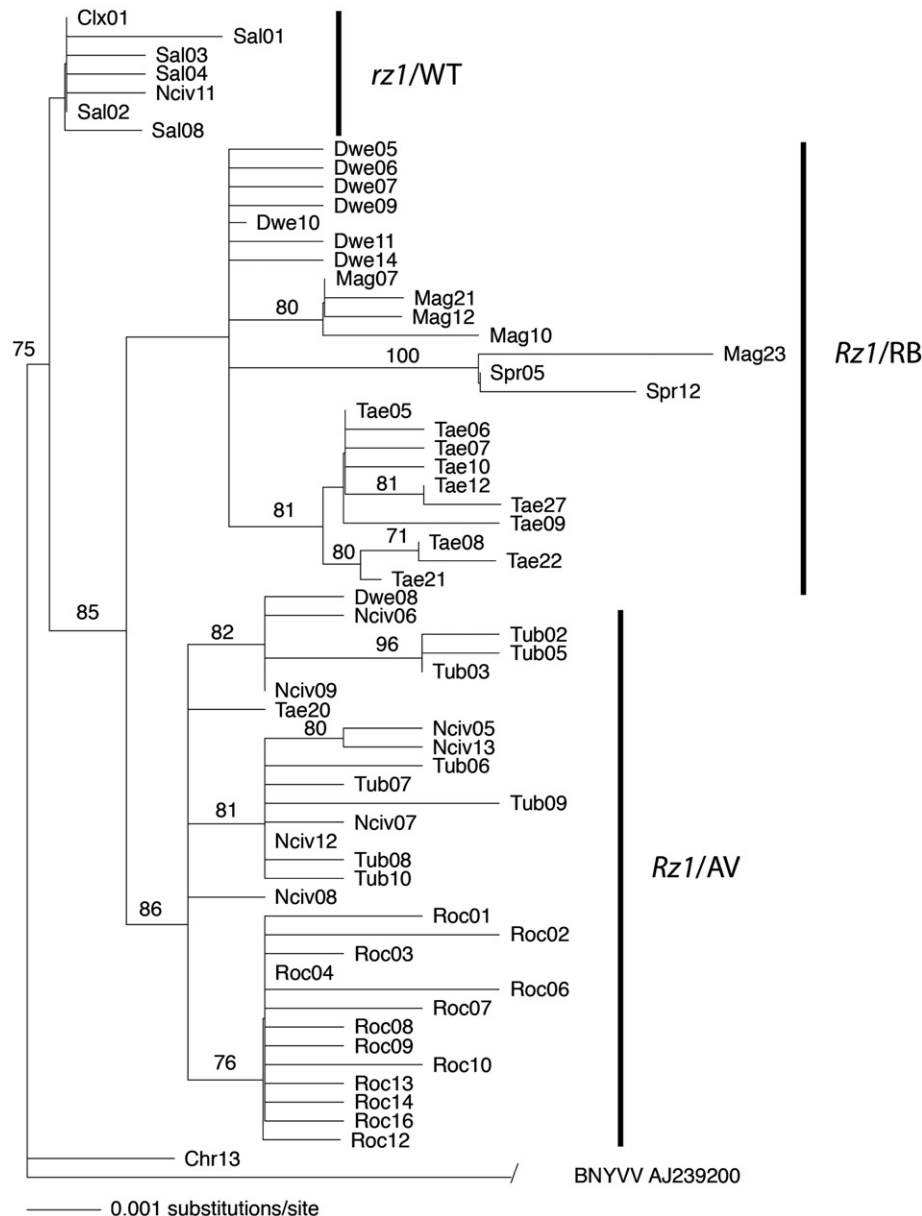 Clx01
Sal01
Sal03
Sal04
Nciv11
Sal02
Sal08
rz1/WT
Dwe05
Dwe06
Dwe07
Dwe09
Dwe10
Dwe11
Dwe14
Mag07
80
Mag21
Mag12
Mag10
75
100
Mag23
Rz1/RB
Spr05
Spr12
Tae05
Tae06
Tae07
Tae10
81
Tae12
Tae27
81
Tae09
71
Tae08
80
Tae22
Tae21
85
Dwe08
Nciv06
82
96
Tub02
Tub05
Tub03
Nciv09
Tae20
80
Nciv05
Nciv13
Tub06
Tub07
81
Tub09
Nciv07
Nciv12
Tub08
Tub10
Rz1/AV
86
Nciv08
Roc01
Roc02
Roc03
Roc04
Roc06
Roc07
Roc08
Roc09
76
Roc10
Roc13
Roc14
Roc16
Roc12
Chr13
BNYVV AJ239200
0.001 substitutions/site